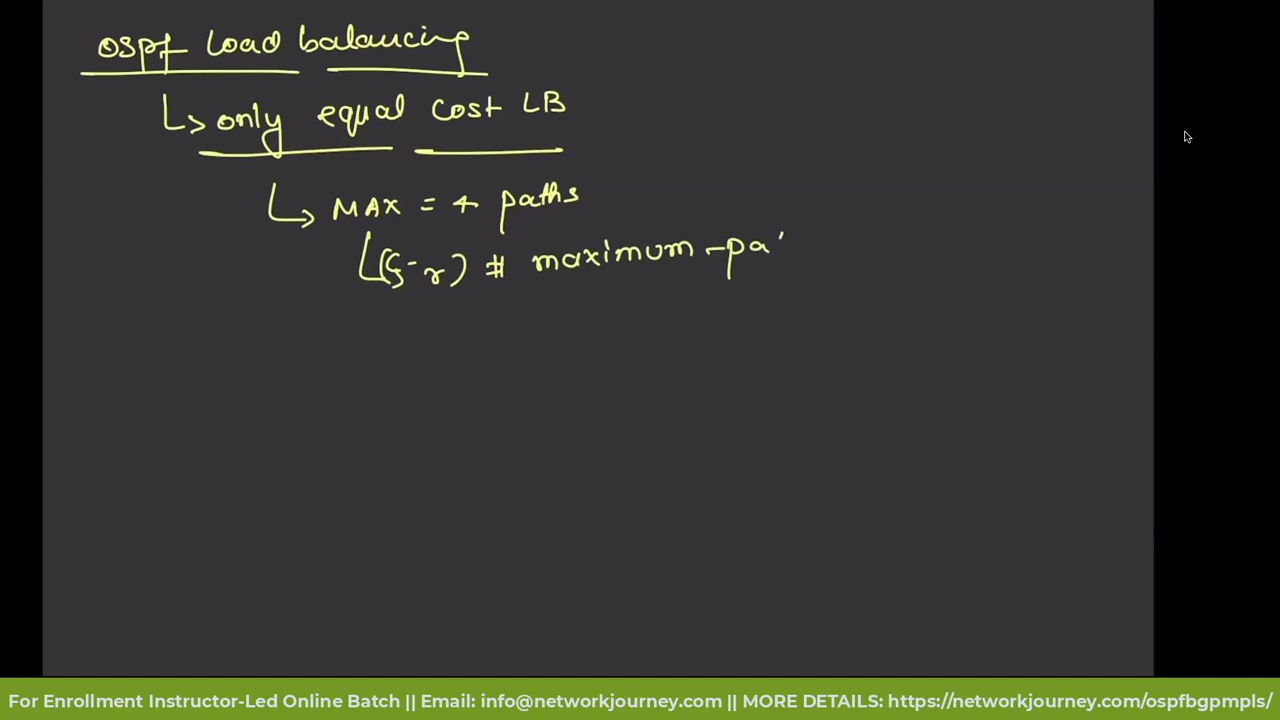 ospf load balancing
only equal cost LB
MAX = 4 paths
(ς-r) # maximum-pa
For Enrollment Instructor-Led Online Batch || Email: info@networkjourney.com || MORE DETAILS: https://networkjourney.com/ospfbgpmpls/